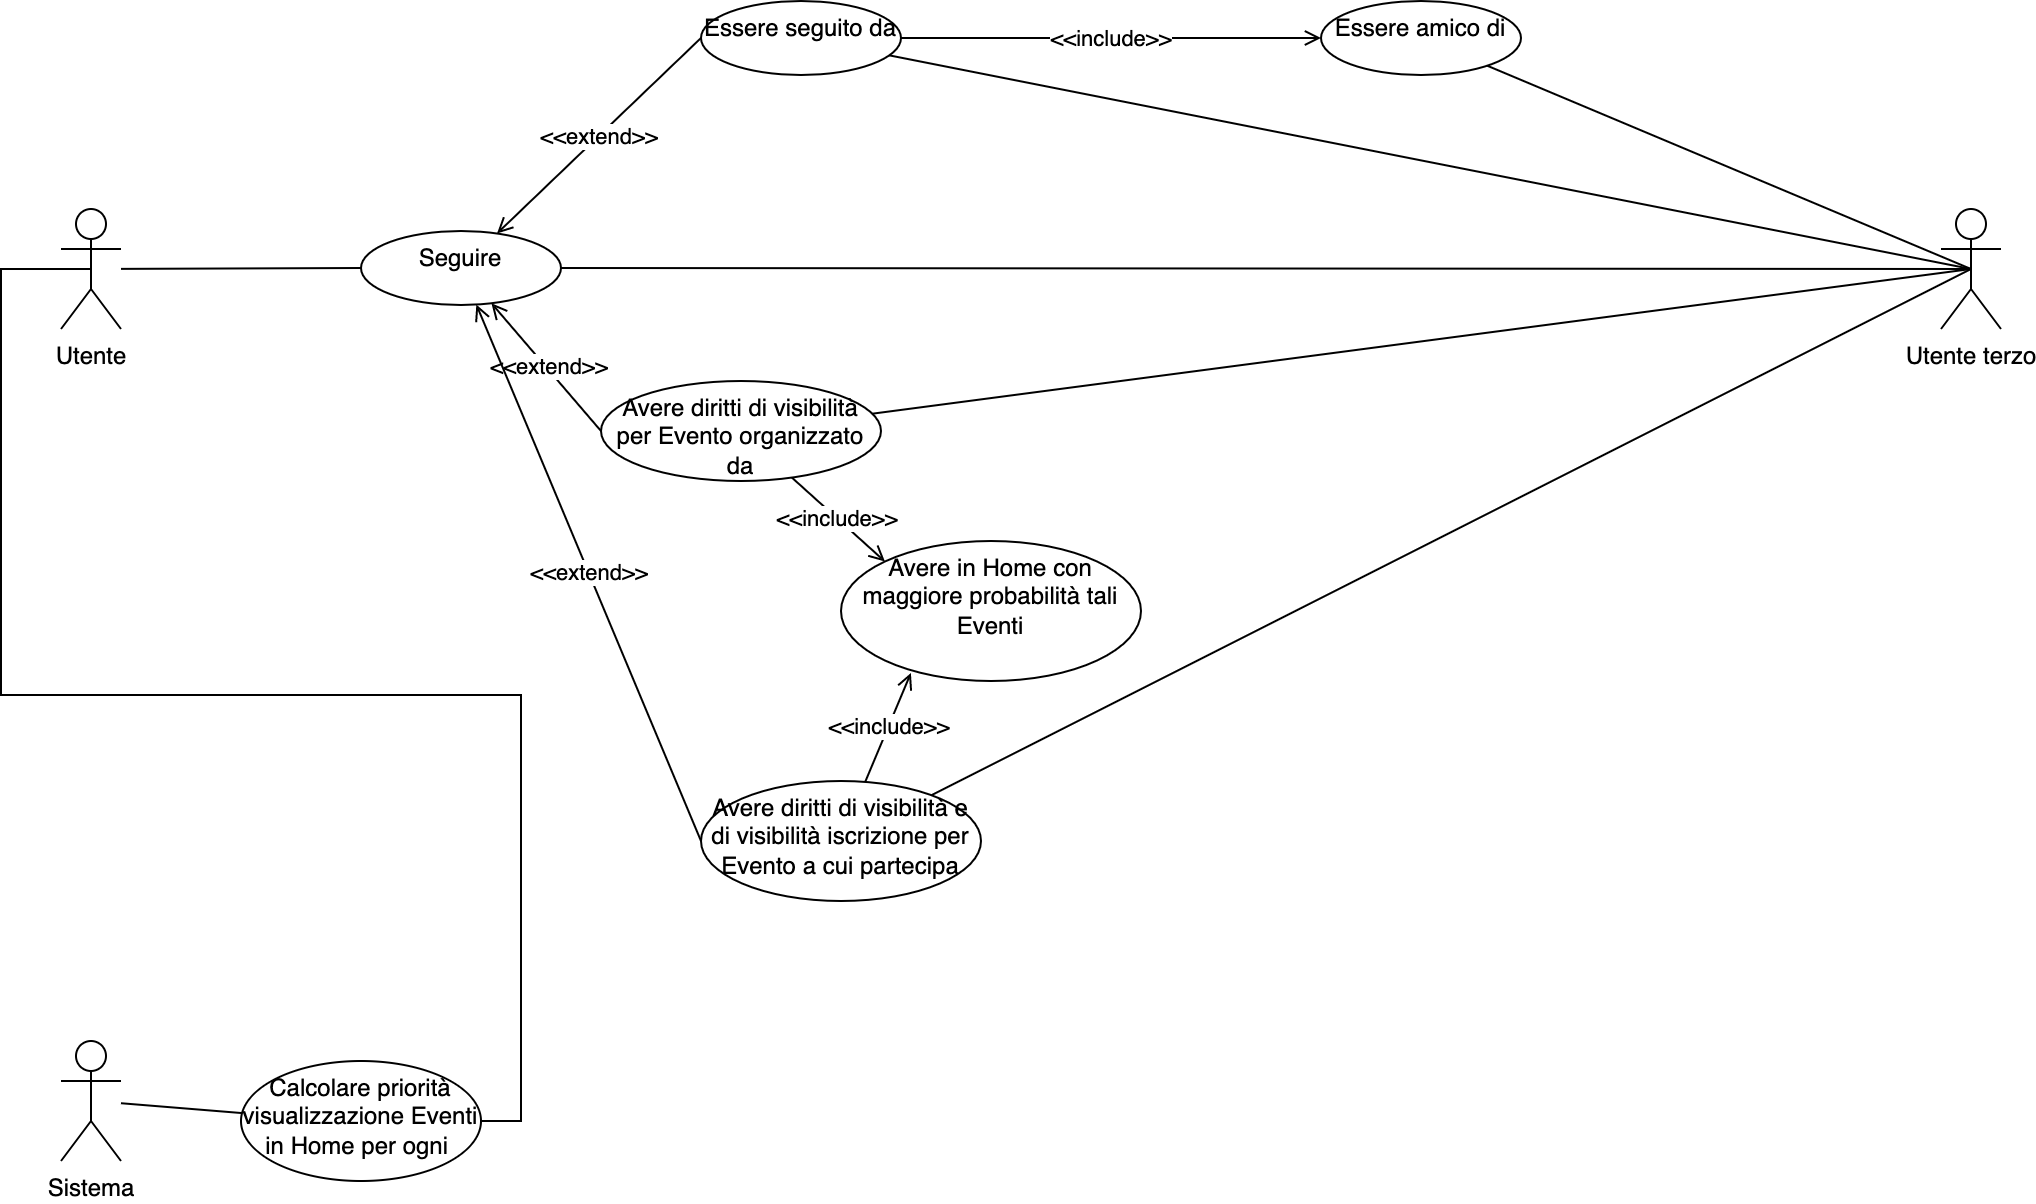 Essere seguito da
<<include>>
Essere amico di
<<extend>>
Seguire
Utente
Utente terzo
<<extend>>
Avere diritti di visibilità
per Evento organizzato
da
<<include>>
Avere in Home con
maggiore probabilità tali
Eventi
<<extend>>
<<include>>
Avere diritti di visibilità e
di visibilità iscrizione per
Evento a cui partecipa
Calcolare priorità
visualizzazione Eventi
in Home per ogni
Sistema